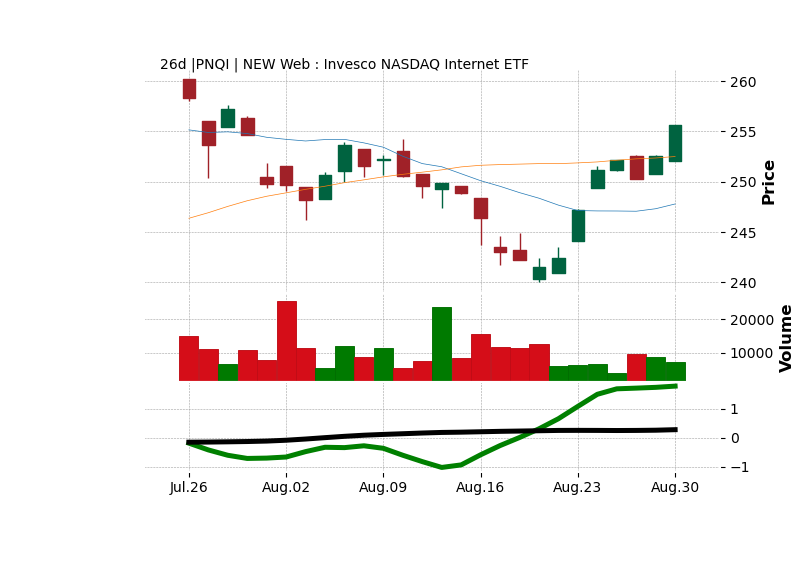 26d |PNQI | NEW Web : Invesco NASDAQ Internet ETF
260
255
250
245
240
Price
20000
10000
Volume
1
0
−1
Jul.26 Aug.02 Aug.09 Aug.16 Aug.23 Aug.30